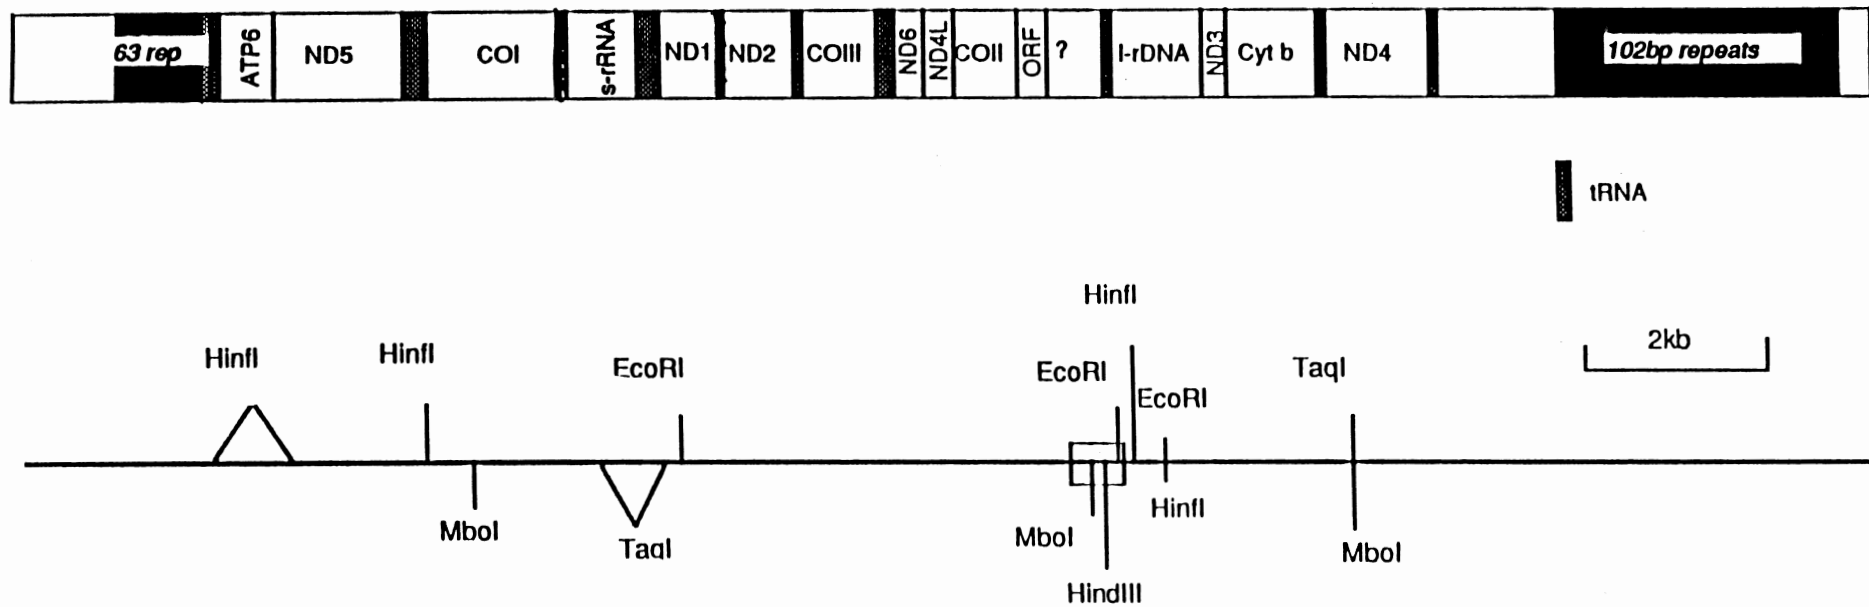 63 rep
ATP6
ND5
COI
s-rRNA
ND1
ND2
COIII
ND6
ND4L
COII
ORF
?
l-rDNA
ND3
Cyt b
ND4
102bp repeats
tRNA
HinfI
HinfI
HinfI
EcoRI
EcoRI
EcoRI
TaqI
2kb
MboI
TaqI
MboI
HindIII
HinfI
MboI